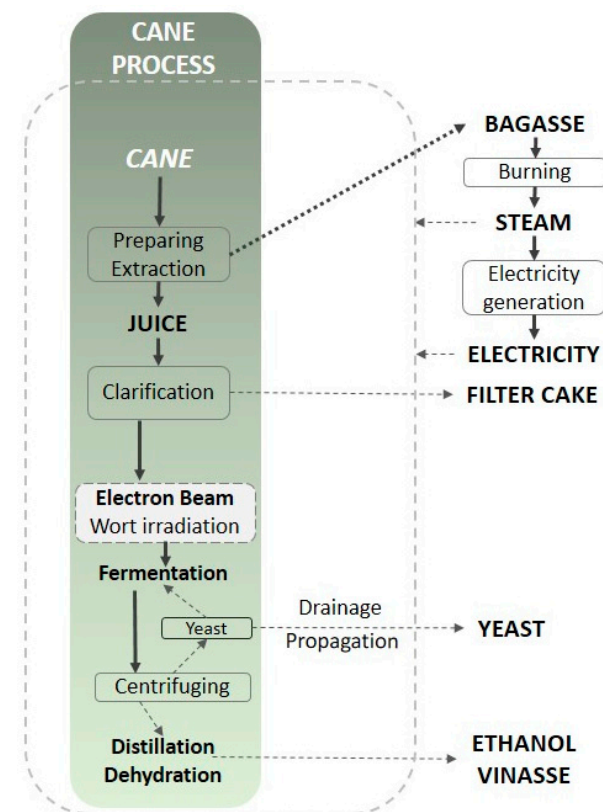 CANE
PROCESS
CANE
Preparing
Extraction
JUICE
Clarification
Electron Beam
Wort irradiation
Fermentation
Yeast
Centrifuging
Distillation
Dehydration
Drainage
Propagation
BAGASSE
Burning
STEAM
Electricity
generation
ELECTRICITY
FILTER CAKE
YEAST
ETHANOL
VINASSE